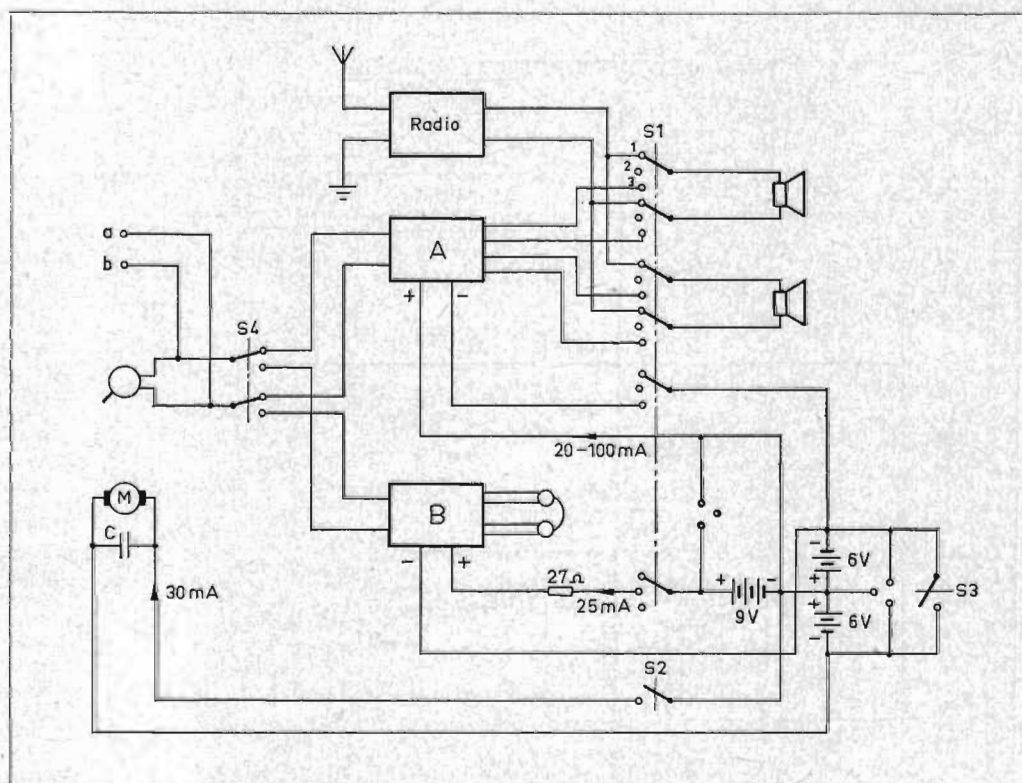 Radio
S1
1
2
3
a
b
A
+ -
S4
20-100mA
M
C
B
- +
30mA
27Ω
25mA
+ -
9V
-
6V
+
+
6V
-
S3
S2